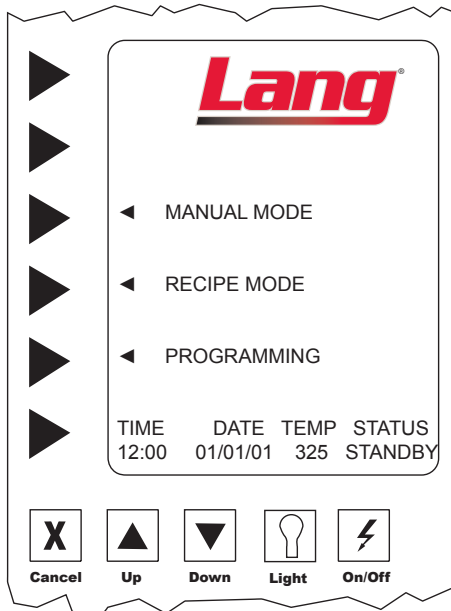 Lang®
MANUAL MODE
RECIPE MODE
PROGRAMMING
TIME DATE TEMP STATUS
12:00 01/01/01 325 STANDBY
X
Cancel Up Down Light On/Off